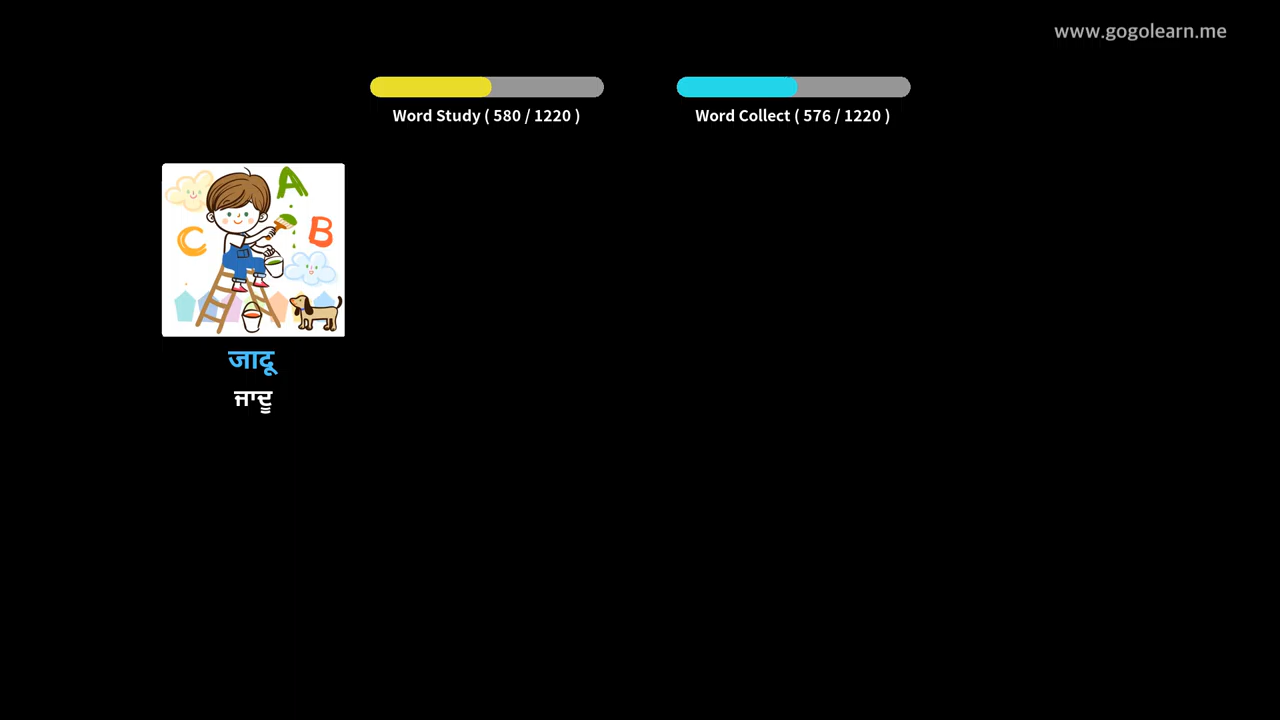 www.gogolearn.me
Word Study ( 580 / 1220 )
Word Collect ( 576 / 1220 )
A
B
C
जादू
ਜਾਦੂ